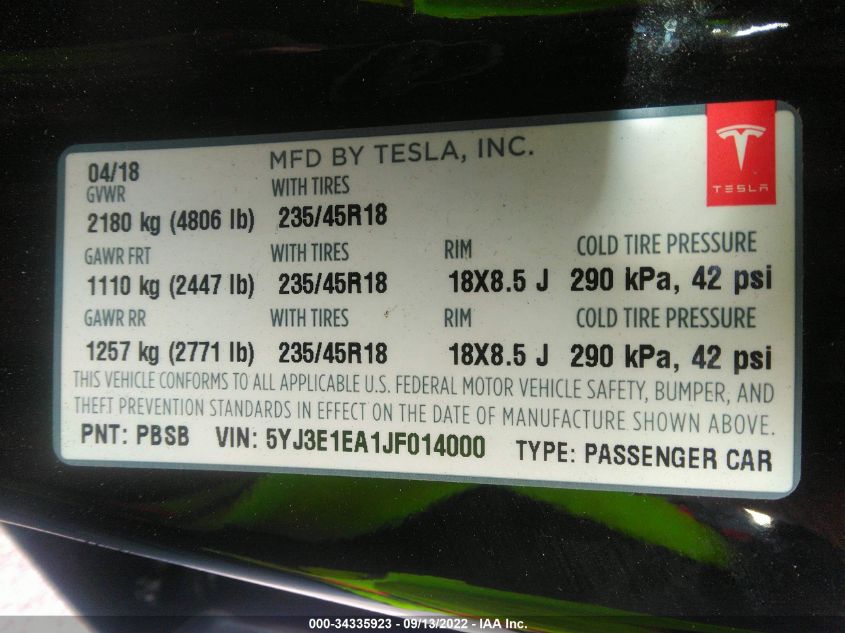 04/18 MFD BY TESLA, INC.
TESLA
GVWR WITH TIRES
2180 kg (4806 lb) 235/45R18
GAWR FRT WITH TIRES RIM COLD TIRE PRESSURE
1110 kg (2447 lb) 235/45R18 18X8.5 J 290 kPa, 42 psi
GAWR RR WITH TIRES RIM COLD TIRE PRESSURE
1257 kg (2771 lb) 235/45R18 18X8.5 J 290 kPa, 42 psi
THIS VEHICLE CONFORMS TO ALL APPLICABLE U.S. FEDERAL MOTOR VEHICLE SAFETY, BUMPER, AND
THEFT PREVENTION STANDARDS IN EFFECT ON THE DATE OF MANUFACTURE SHOWN ABOVE.
PNT: PBSB VIN: 5YJ3E1EA1JF014000 TYPE: PASSENGER CAR
000-34335923 - 09/13/2022 - IAA Inc.